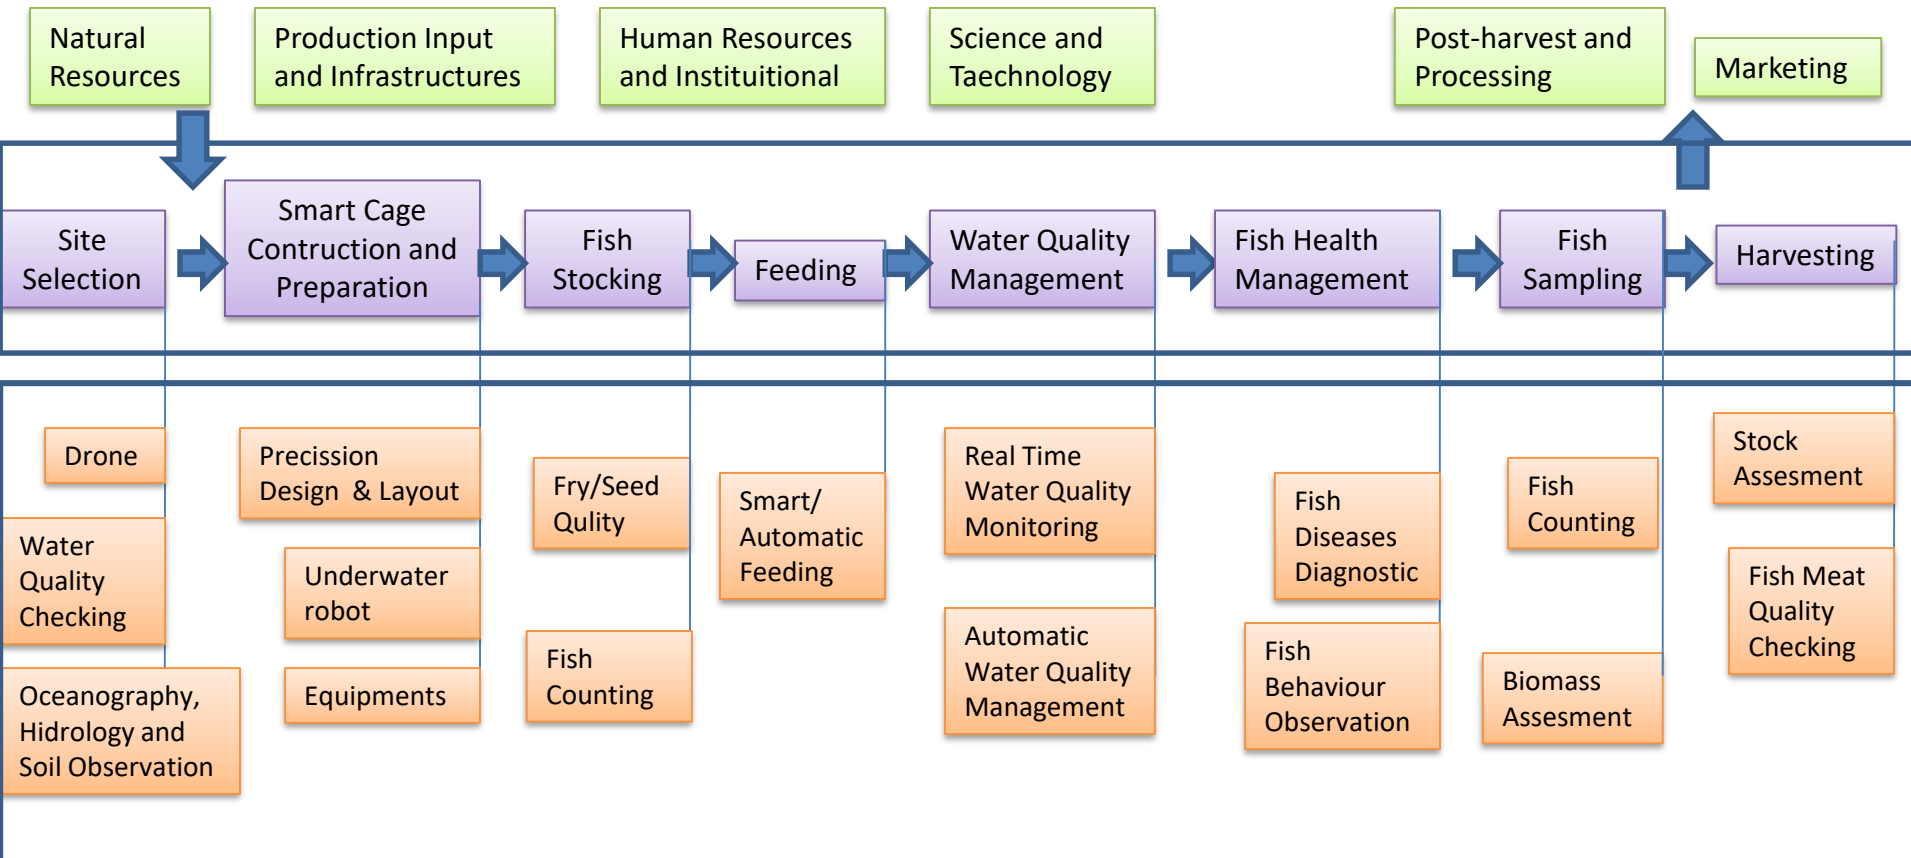 Natural
Resources
Production Input
and Infrastructures
Human Resources
and Instituitional
Science and
Taechnology
Post-harvest and
Processing
Marketing
Site
Selection
Smart Cage
Contruction and
Preparation
Fish
Stocking
Feeding
Water Quality
Management
Fish Health
Management
Fish
Sampling
Harvesting
Drone
Water
Quality
Checking
Oceanography,
Hidrology and
Soil Observation
Precission
Design & Layout
Underwater
robot
Equipments
Fry/Seed
Qulity
Fish
Counting
Smart/
Automatic
Feeding
Real Time
Water Quality
Monitoring
Automatic
Water Quality
Management
Fish
Diseases
Diagnostic
Fish
Behaviour
Observation
Fish
Counting
Biomass
Assesment
Stock
Assesment
Fish Meat
Quality
Checking